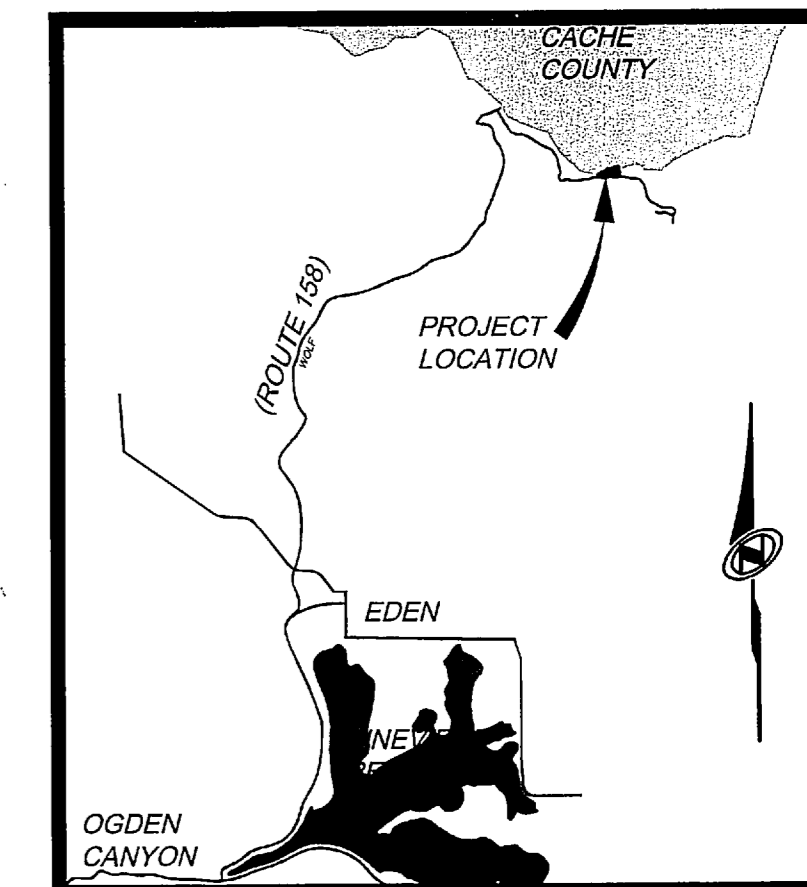 CACHE
COUNTY
(ROUTE 158)
WOLF
PROJECT
LOCATION
N
EDEN
OGDEN
CANYON